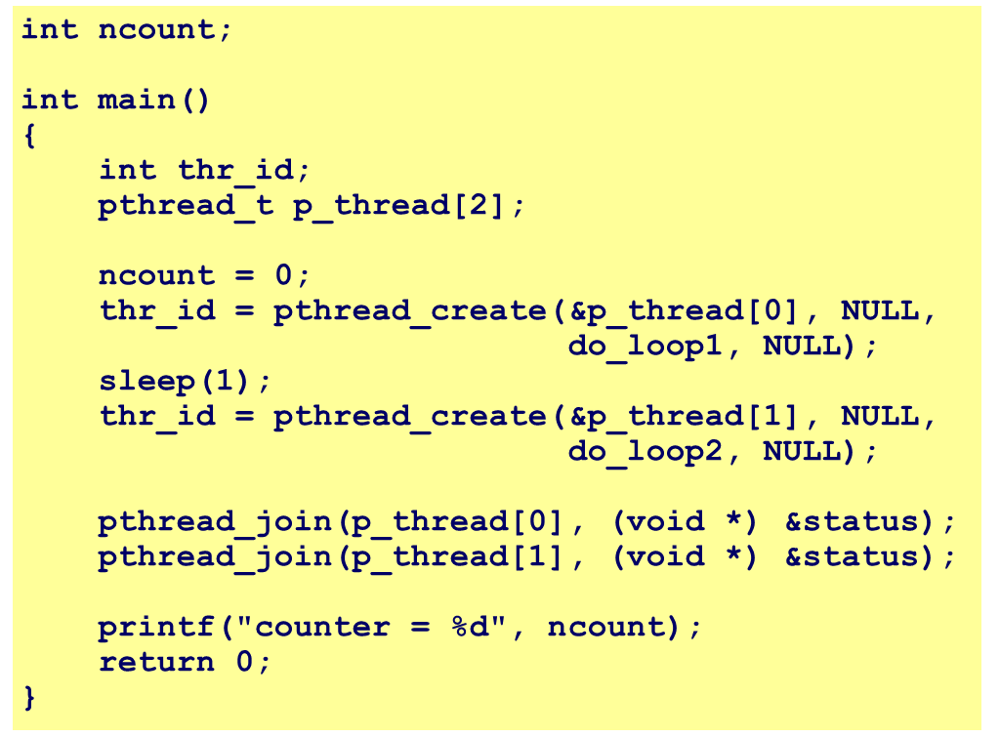 int ncount;
int main()
{
    int thr_id;
    pthread_t p_thread[2];
    ncount = 0;
    thr_id = pthread_create(&p_thread[0], NULL,
                            do_loop1, NULL);
    sleep(1);
    thr_id = pthread_create(&p_thread[1], NULL,
                            do_loop2, NULL);
    pthread_join(p_thread[0], (void *) &status);
    pthread_join(p_thread[1], (void *) &status);
    printf("counter = %d", ncount);
    return 0;
}